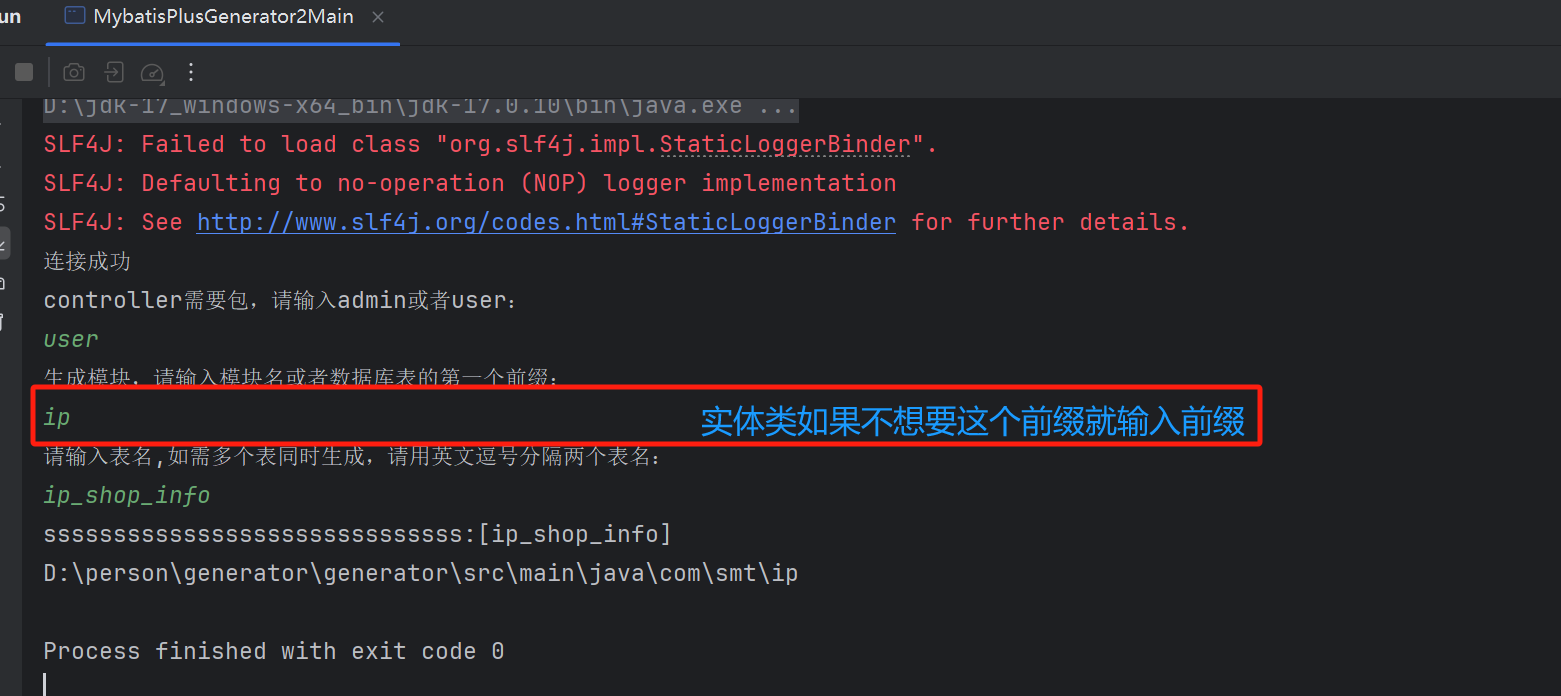 un MybatisPlusGenerator2Main
D:\jdk-17_windows-x64_bin\jdk-17.0.10\bin\java.exe ...
SLF4J: Failed to load class "org.slf4j.impl.StaticLoggerBinder".
SLF4J: Defaulting to no-operation (NOP) logger implementation
SLF4J: See http://www.slf4j.org/codes.html#StaticLoggerBinder for further details.
连接成功
controller需要包，请输入admin或者user：
user
生成模块，请输入模块名或者数据库表的第一个前缀：
ip 实体类如果不想要这个前缀就输入前缀
请输入表名,如需多个表同时生成，请用英文逗号分隔两个表名：
ip_shop_info
ssssssssssssssssssssssssssssss:[ip_shop_info]
D:\person\generator\generator\src\main\java\com\smt\ip
Process finished with exit code 0